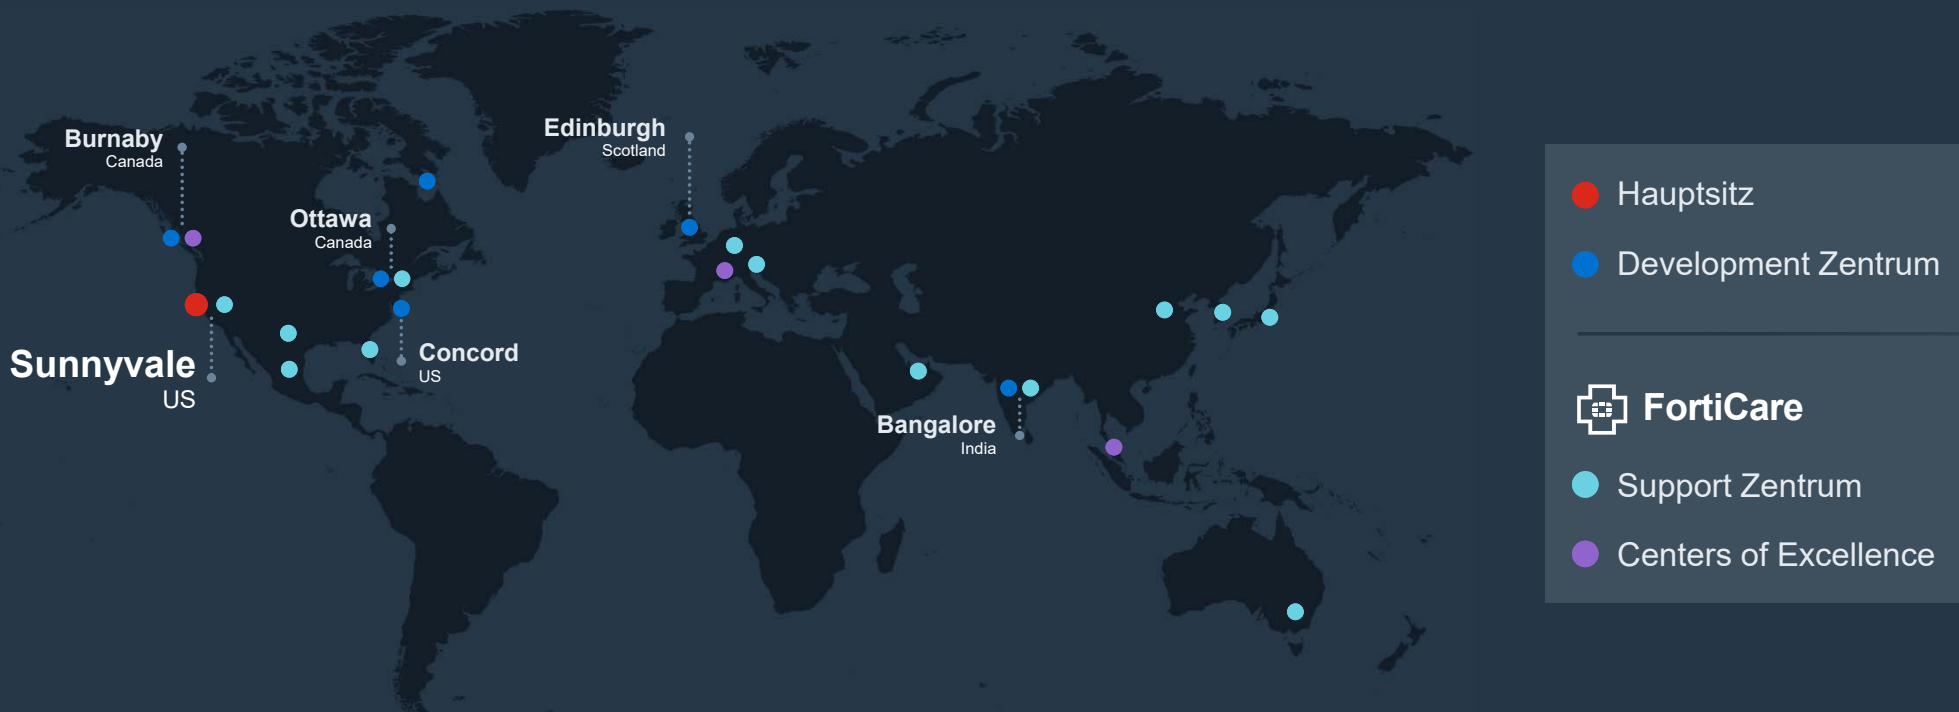 Burnaby
Canada
Edinburgh
Scotland
Ottawa
Canada
Sunnyvale
US
Concord
US
Bangalore
India
Hauptsitz
Development Zentrum
FortiCare
Support Zentrum
Centers of Excellence